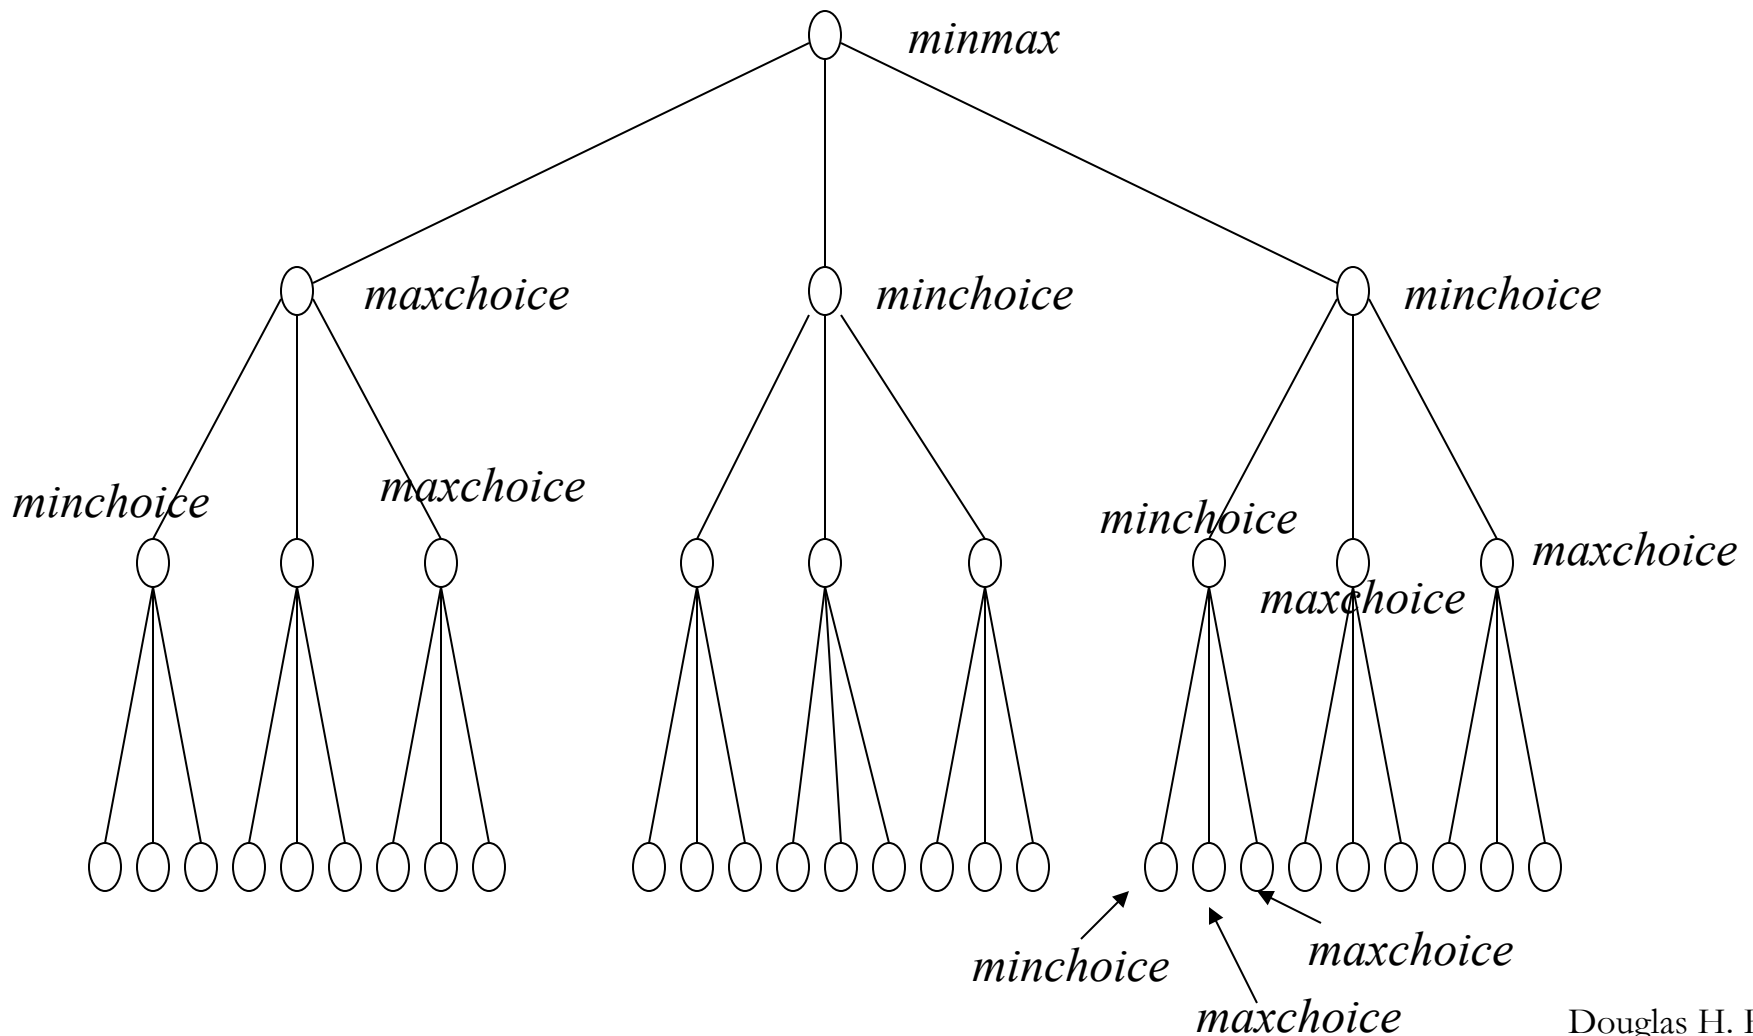 minmax
maxchoice minchoice minchoice
minchoice maxchoice minchoice maxchoice
maxchoice
minchoice maxchoice
maxchoice Douglas H.